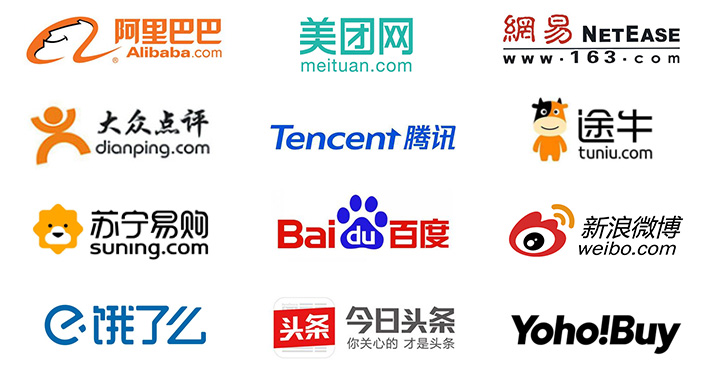 阿里巴巴
Alibaba.com
美团网
meituan.com
網易 NETEASE
www.163.com
大众点评
dianping.com
Tencent 腾讯
途牛
tuniu.com
苏宁易购
suning.com
Bai du 百度
新浪微博
weibo.com
e 饿了么
头条
今日头条
你关心的 才是头条
Yoho!Buy